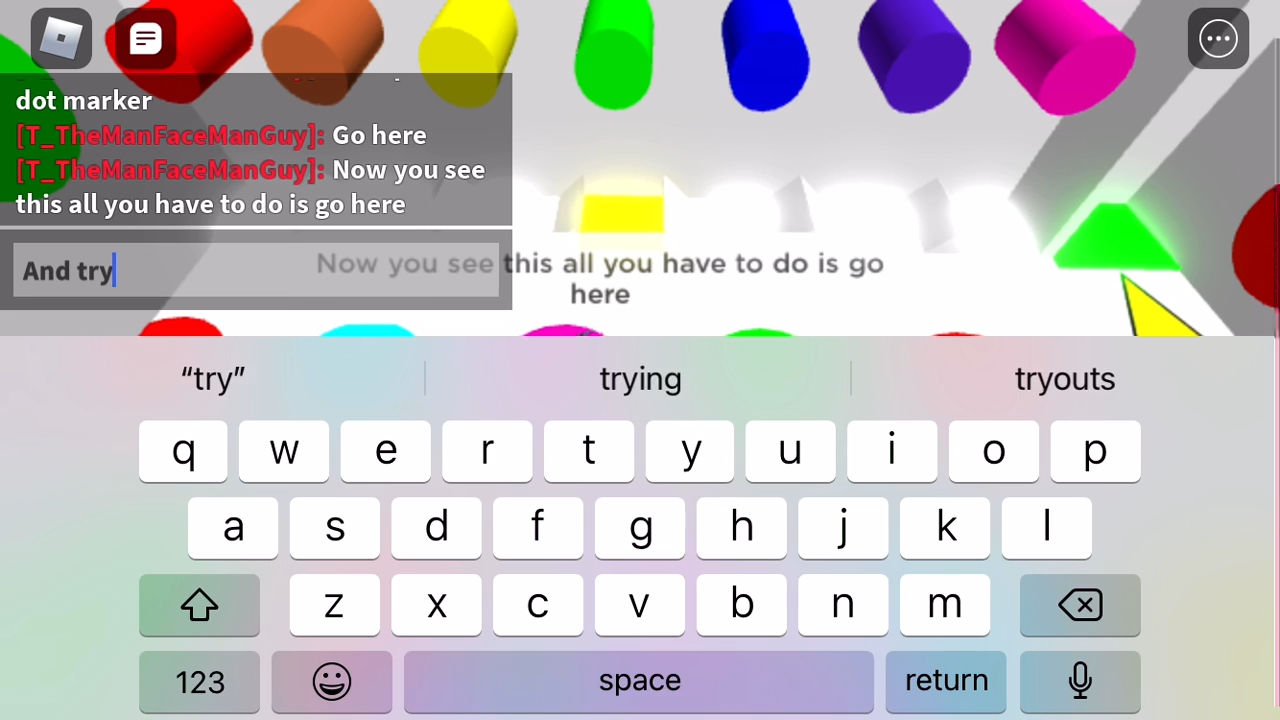 dot marker
[T_TheManFaceManGuy]: Go here
[T_TheManFaceManGuy]: Now you see
this all you have to do is go here
And try
Now you see this all you have to do is go
here
“try” trying tryouts
q w e r t y u i o p
a s d f g h j k l
z x c v b n m
123 space return